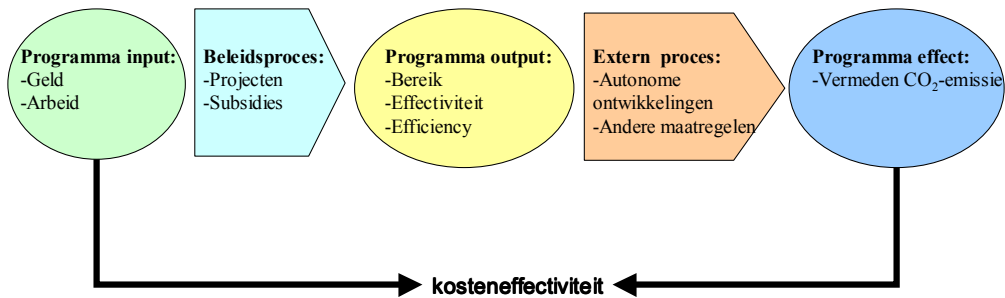 Programma input:
-Geld
-Arbeid
Beleidsproces:
-Projecten
-Subsidies
Programma output:
-Bereik
-Effectiviteit
-Efficiency
Extern proces:
-Autonome
ontwikkelingen
-Andere maatregelen
Programma effect:
-Vermeden CO₂-emissie
kosteneffectiviteit